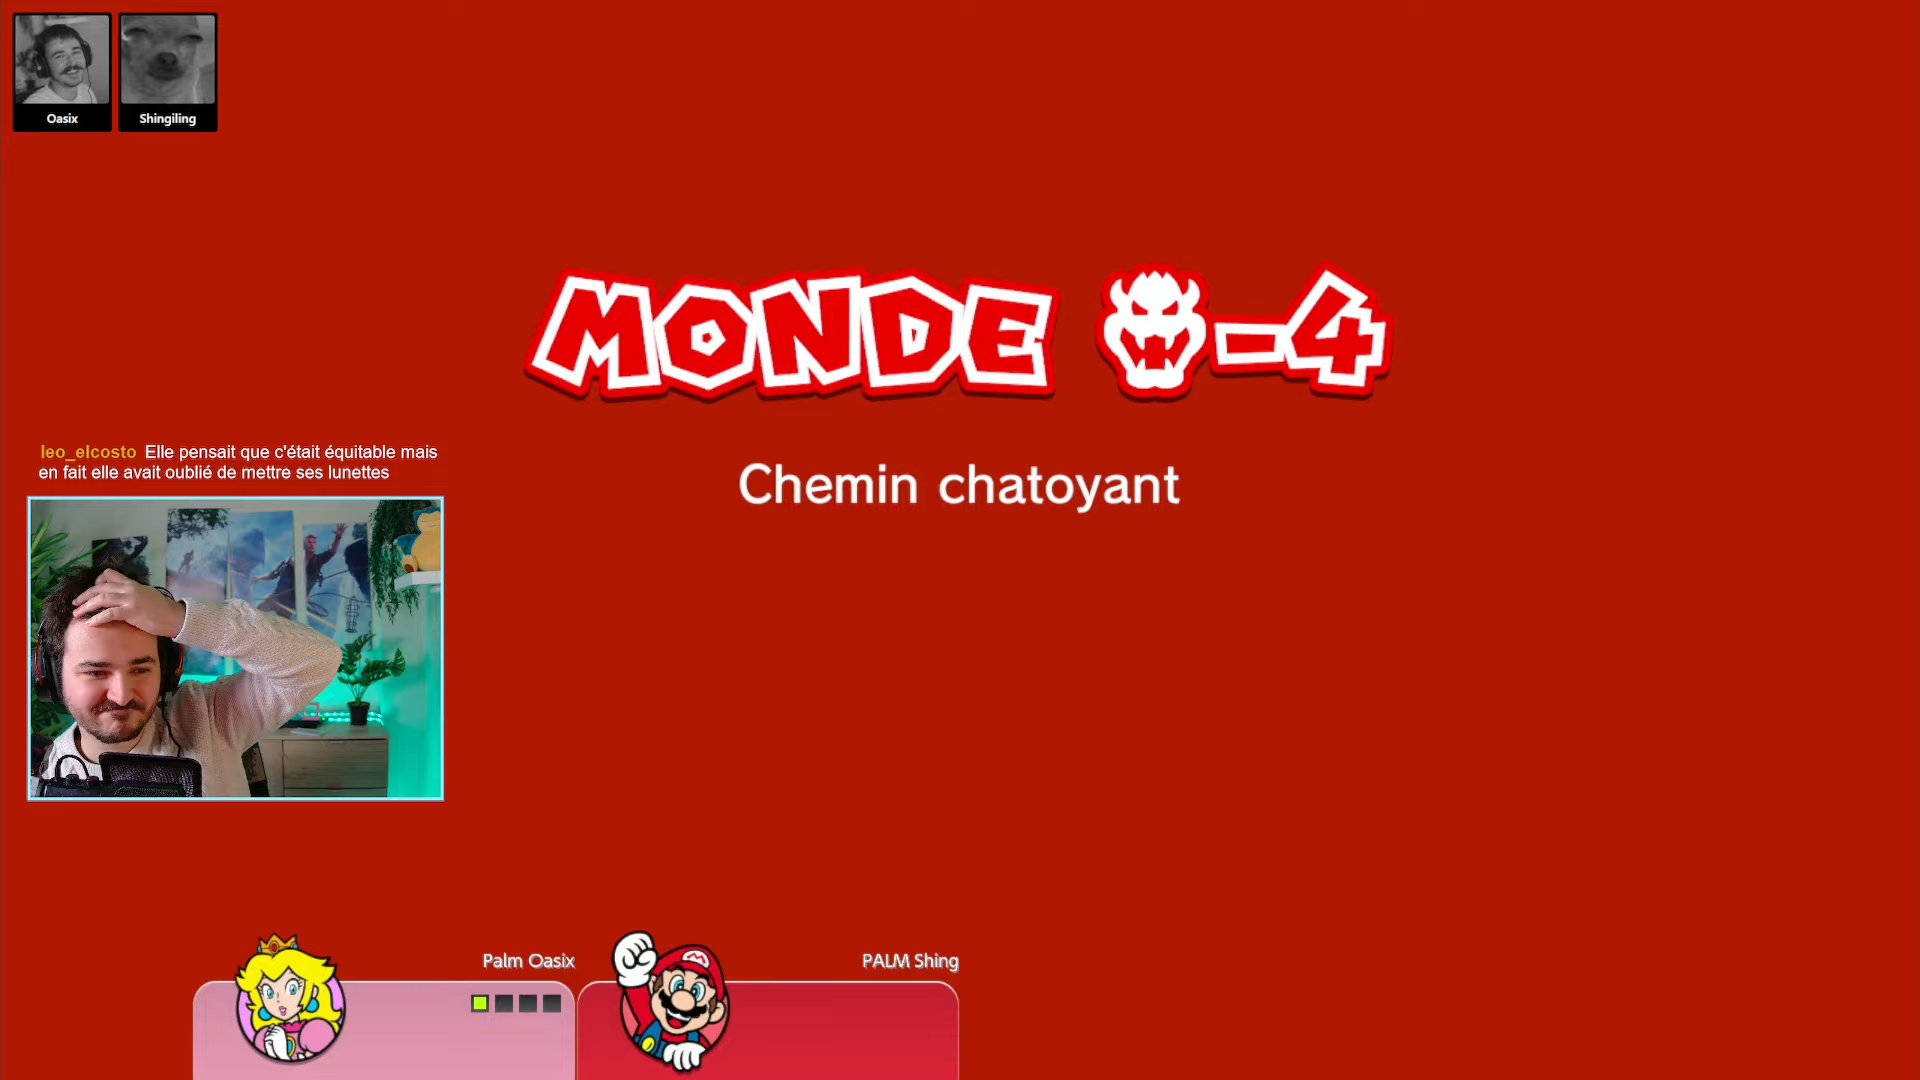 Oasix
Shingiling
MONDE -4
Chemin chatoyant
leo_elcosto Elle pensait que c'était équitable mais
en fait elle avait oublié de mettre ses lunettes
Palm Oasix
PALM Shing